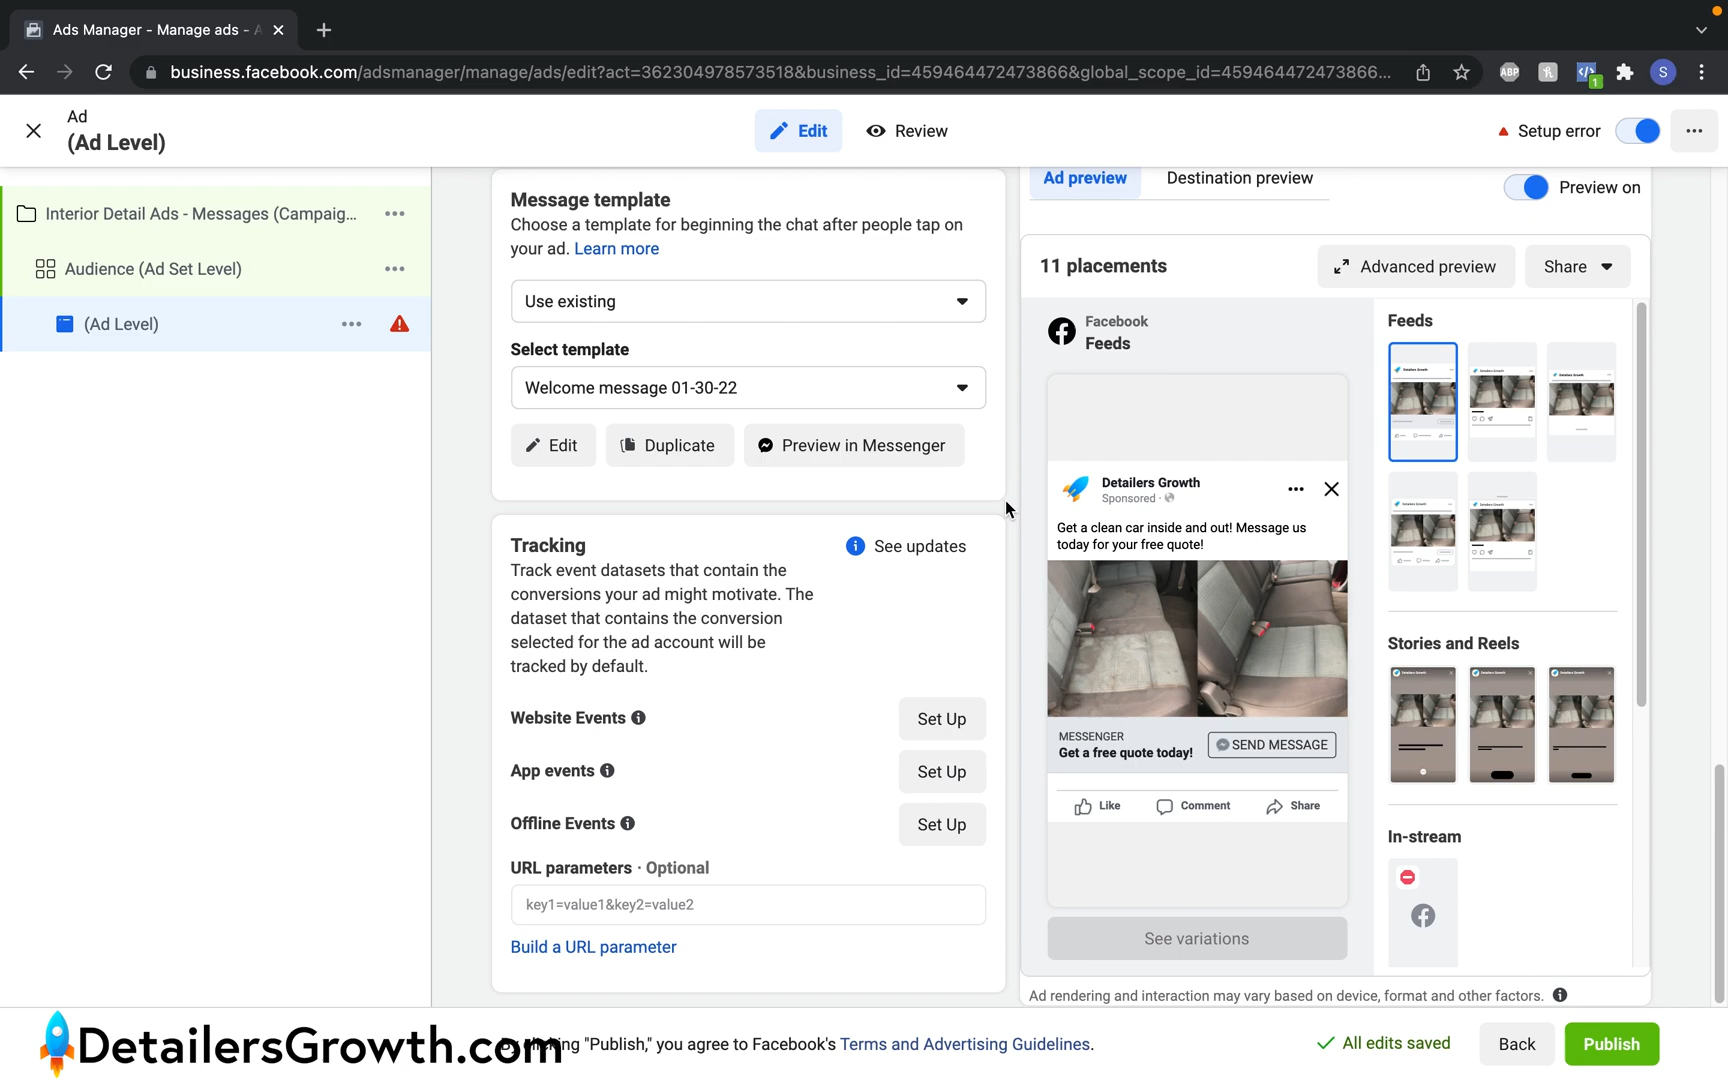 Ads Manager - Manage ads - A
business.facebook.com/adsmanager/manage/ads/edit?act=362304978573518&business_id=459464472473866&global_scope_id=459464472473866...
ABP
1
S
Ad
(Ad Level)
Edit
Review
Setup error
Interior Detail Ads - Messages (Campaig...
Audience (Ad Set Level)
(Ad Level)
Message template
Choose a template for beginning the chat after people tap on
your ad. Learn more
Use existing
Select template
Welcome message 01-30-22
Edit
Duplicate
Preview in Messenger
Tracking
See updates
Track event datasets that contain the
conversions your ad might motivate. The
dataset that contains the conversion
selected for the ad account will be
tracked by default.
Website Events
Set Up
App events
Set Up
Offline Events
Set Up
URL parameters · Optional
key1=value1&key2=value2
Build a URL parameter
Ad preview
Destination preview
Preview on
11 placements
Advanced preview
Share
Facebook
Feeds
Detailers Growth
Sponsored ·
Get a clean car inside and out! Message us
today for your free quote!
MESSENGER
Get a free quote today!
SEND MESSAGE
Like
Comment
Share
See variations
Feeds
Stories and Reels
In-stream
Ad rendering and interaction may vary based on device, format and other factors.
DetailersGrowth.com
"Publish," you agree to Facebook's Terms and Advertising Guidelines.
All edits saved
Back
Publish